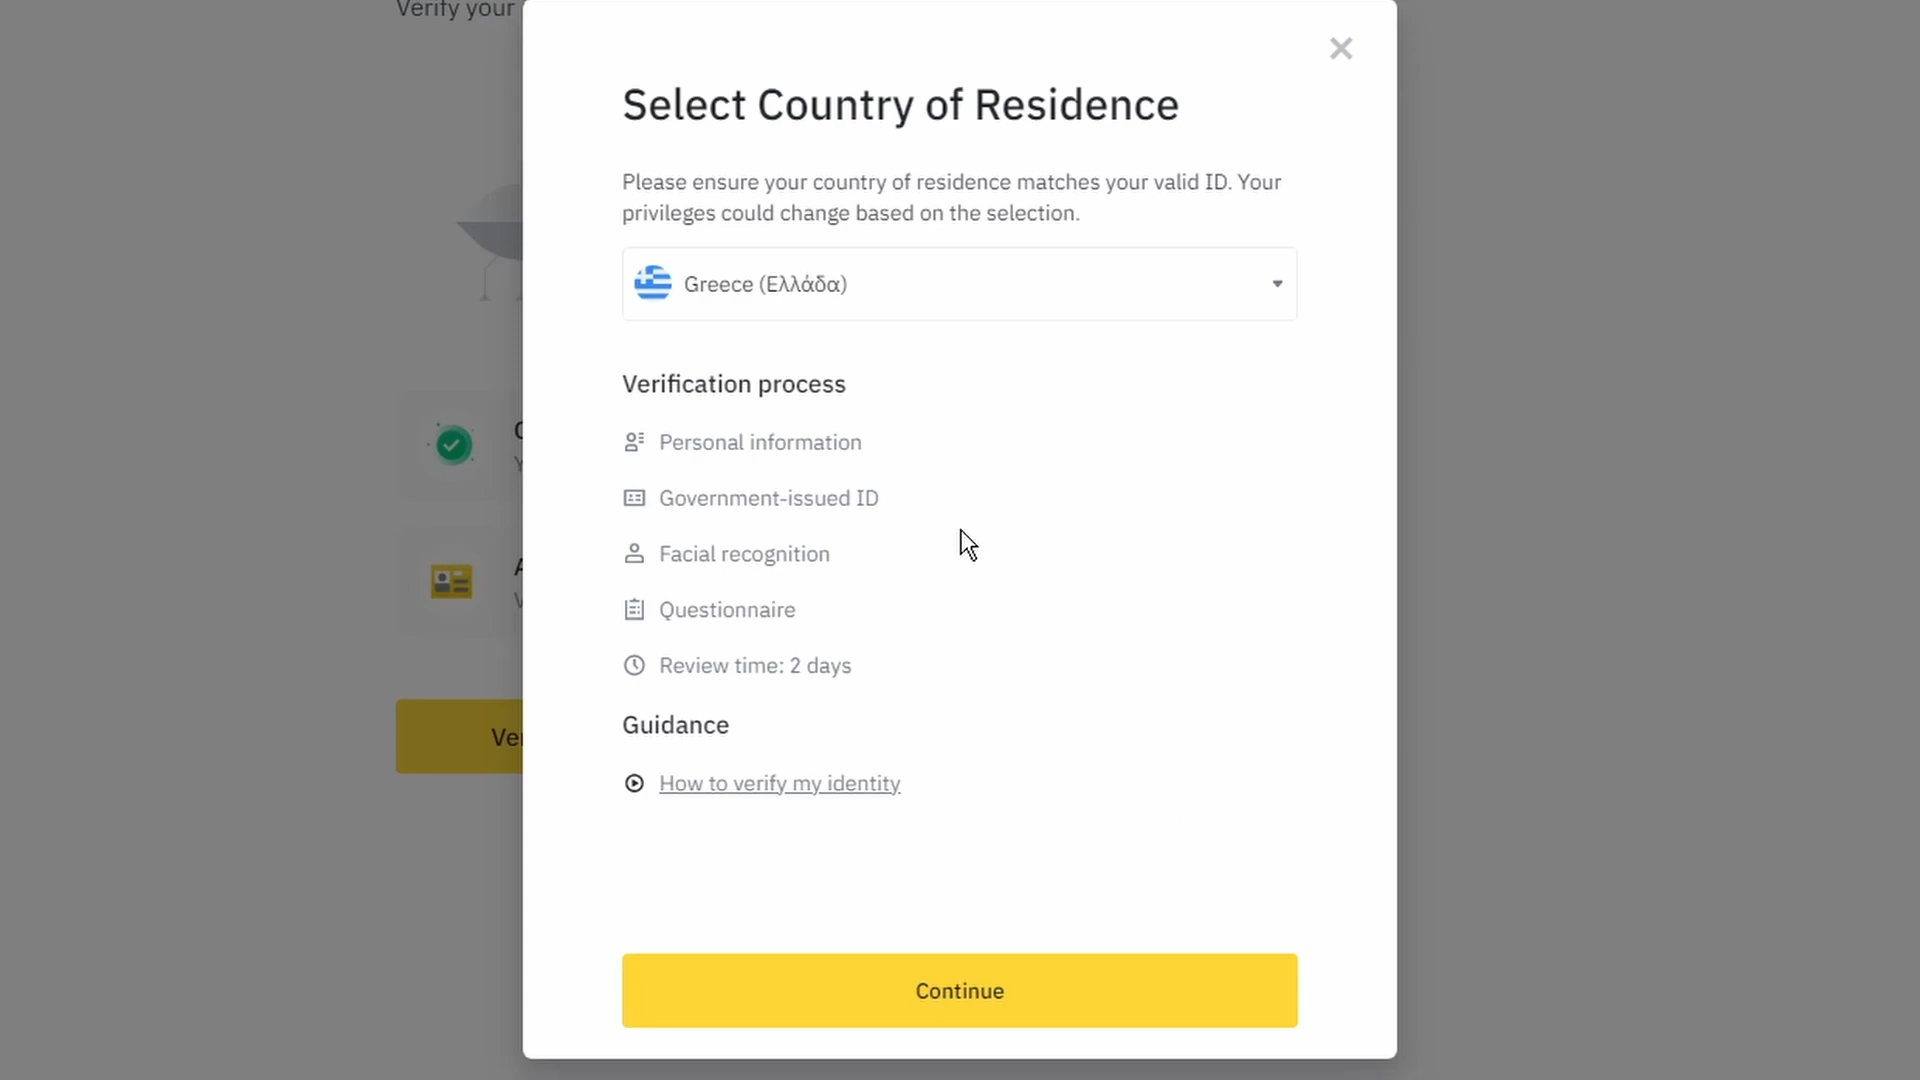 Verify your
Select Country of Residence
Please ensure your country of residence matches your valid ID. Your
privileges could change based on the selection.
Greece (Ελλάδα)
Verification process
Personal information
Government-issued ID
Facial recognition
Questionnaire
Review time: 2 days
Guidance
How to verify my identity
Continue